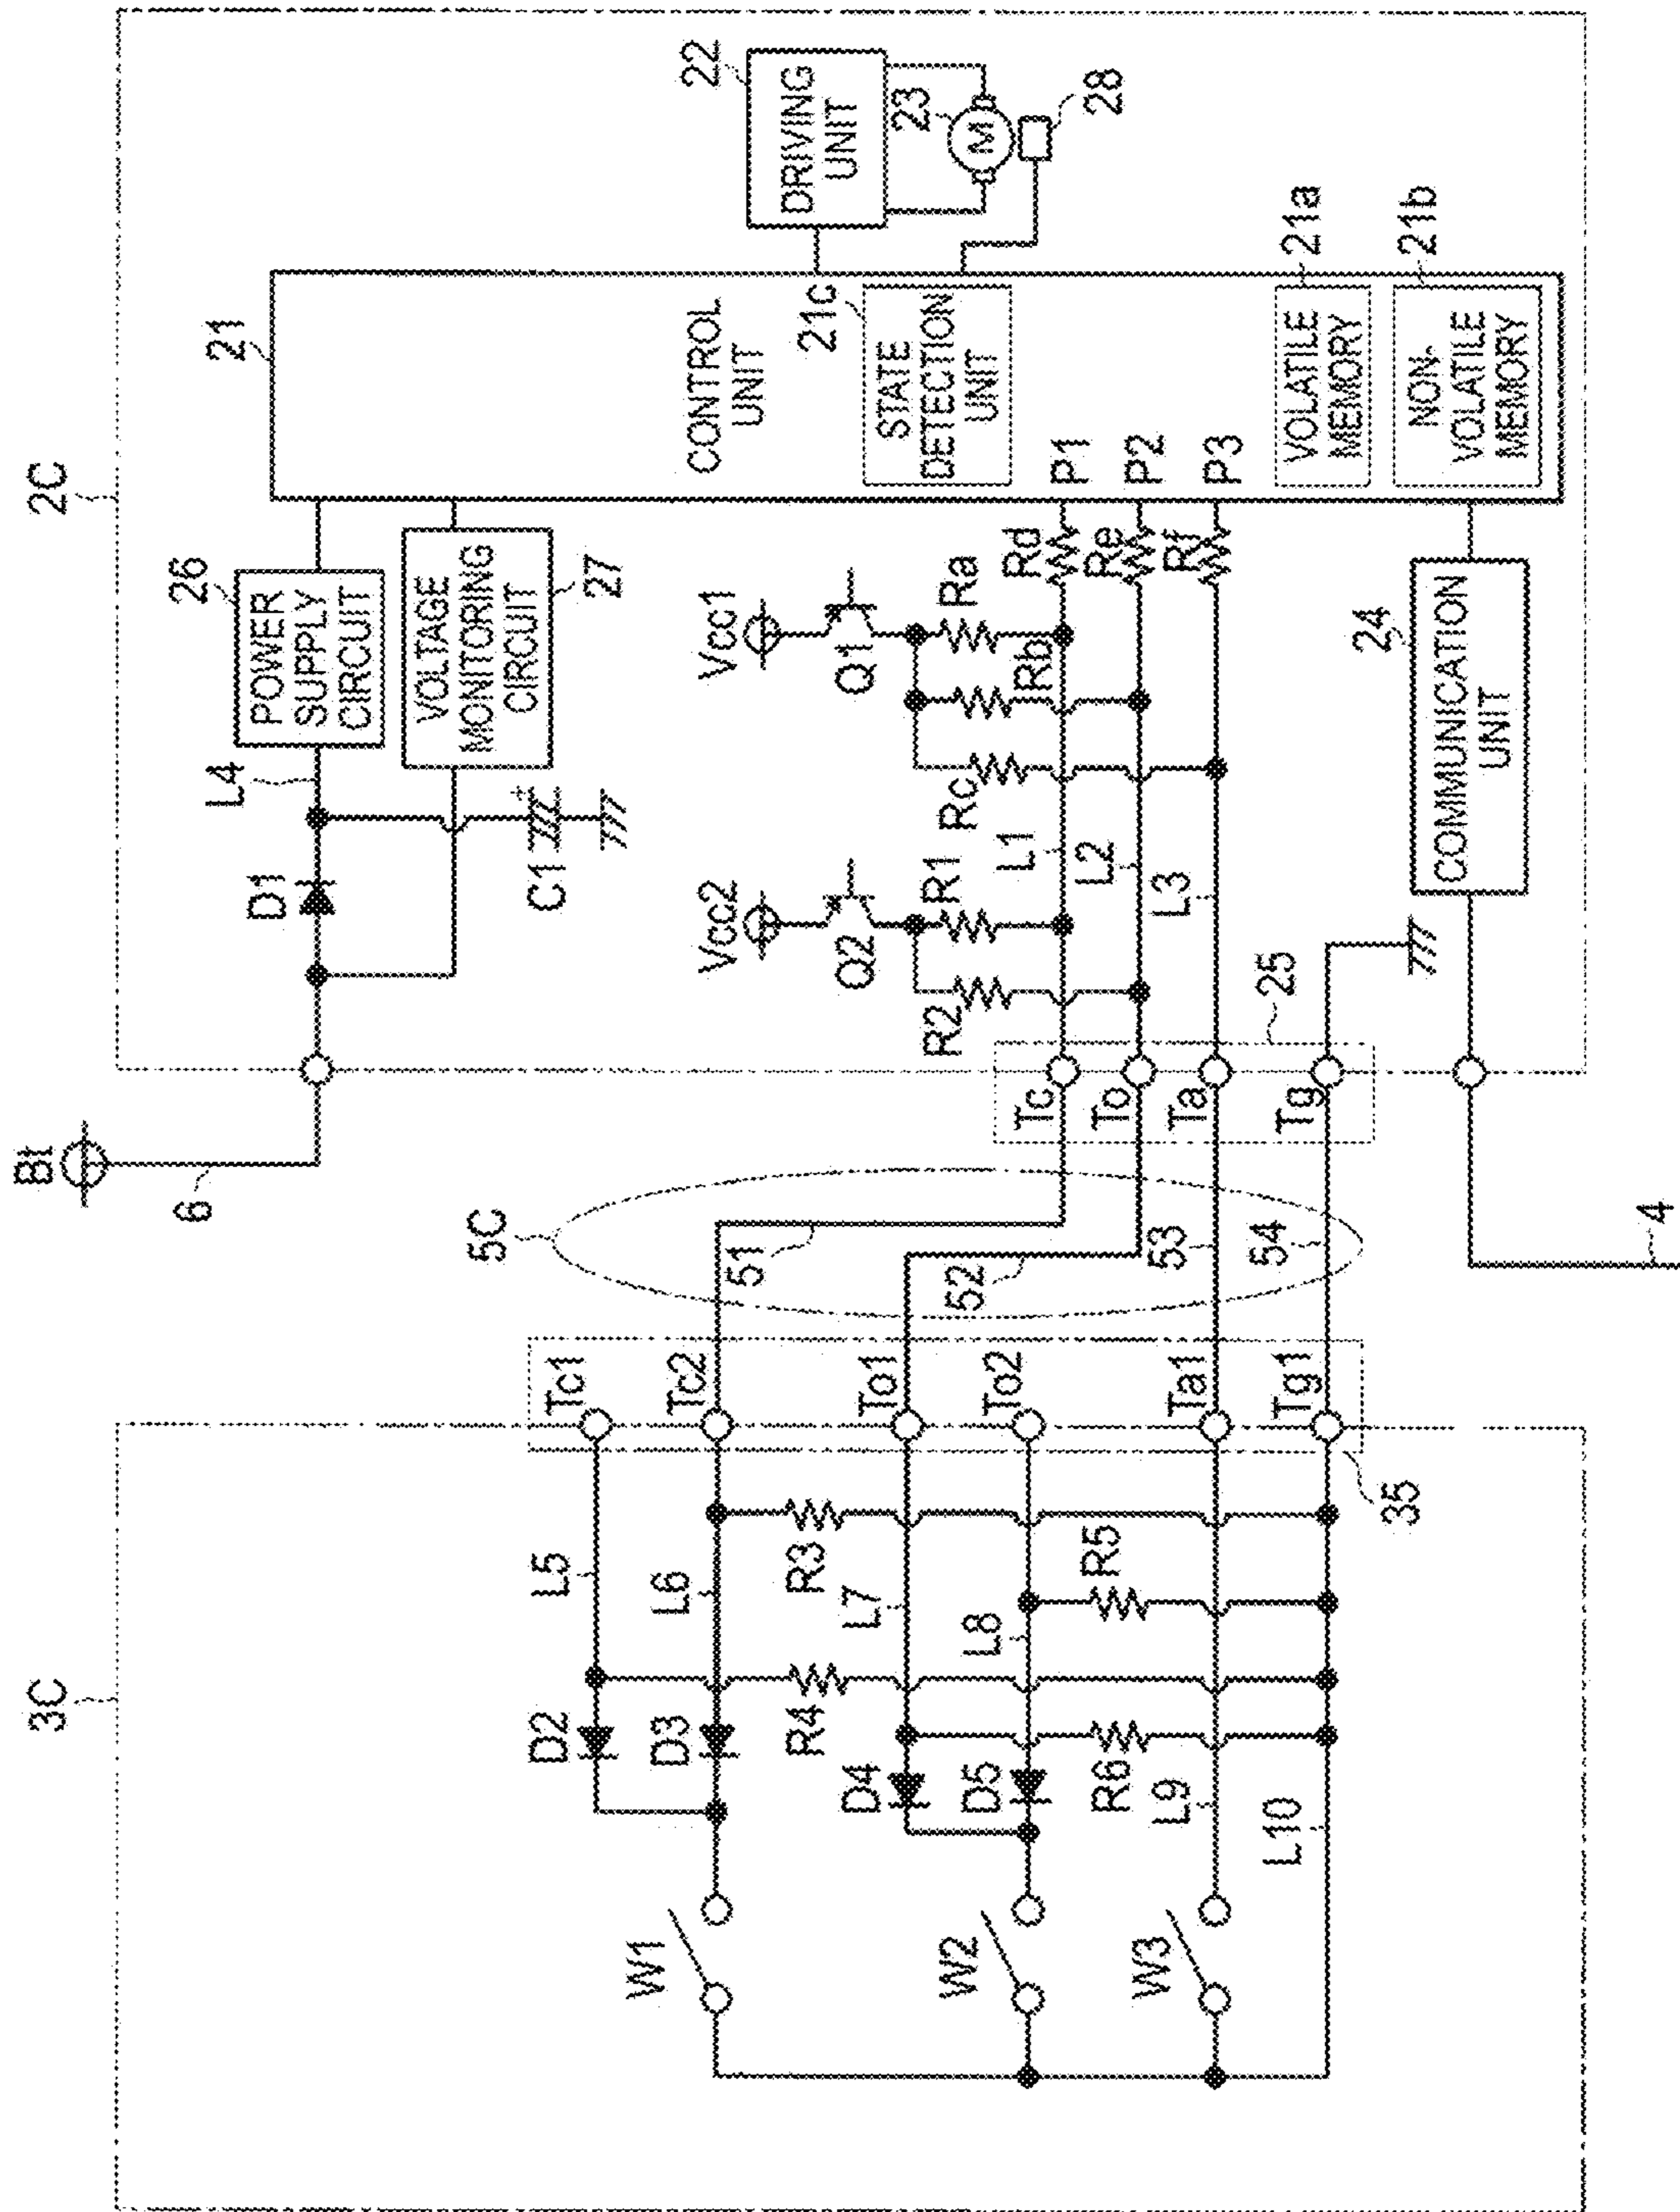 2C
21
22
DRIVING
UNIT
23
M
28
26
POWER
SUPPLY
CIRCUIT
VOLTAGE
MONITORING
CIRCUIT
27
CONTROL
UNIT
21c
STATE
DETECTION
UNIT
P1
P2
P3
VOLATILE
MEMORY
21a
NON-
VOLATILE
MEMORY
21b
Bt
6
D1
L4
C1
+
Vcc2
Q2
R1
R2
Vcc1
Q1
Ra
Rb
Rc
Rd
Re
Rf
L1
L2
L3
25
Tc
To
Ta
Tg
24
COMMUNICATION
UNIT
4
5C
51
52
53
54
3C
Tc1
Tc2
To1
To2
Ta1
Tg1
35
L5
L6
L7
L8
L9
L10
D2
D3
D4
D5
R3
R4
R5
R6
W1
W2
W3